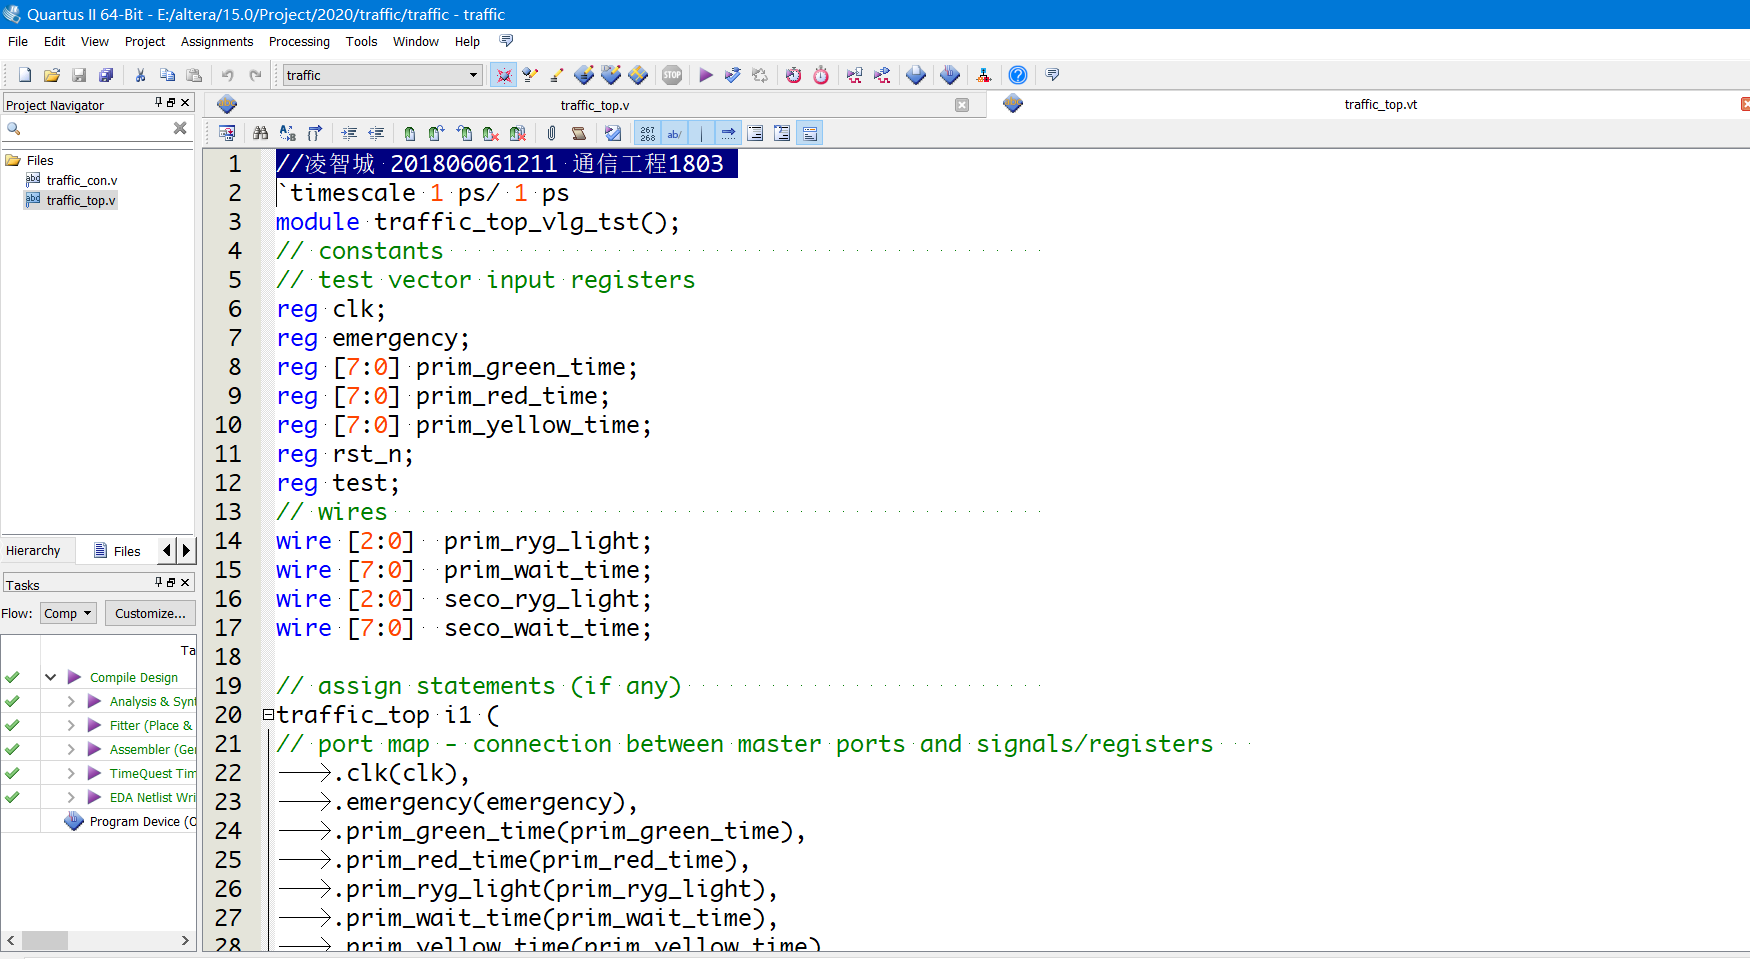 Quartus II 64-Bit - E:/altera/15.0/Project/2020/traffic/traffic - traffic
File Edit View Project Assignments Processing Tools Window Help
traffic
STOP
Project Navigator
Files
traffic_con.v
traffic_top.v
Hierarchy Files
Tasks
Flow: Comp Customize...
Ta
Compile Design
Analysis & Synt
Fitter (Place &
Assembler (Ge
TimeQuest Tim
EDA Netlist Wri
Program Device (O
traffic_top.v
traffic_top.vt
267
268
ab/
1 //凌智城 201806061211 通信工程1803
2 `timescale 1 ps/ 1 ps
3 module traffic_top_vlg_tst();
4 // constants
5 // test vector input registers
6 reg clk;
7 reg emergency;
8 reg [7:0] prim_green_time;
9 reg [7:0] prim_red_time;
10 reg [7:0] prim_yellow_time;
11 reg rst_n;
12 reg test;
13 // wires
14 wire [2:0]  prim_ryg_light;
15 wire [7:0]  prim_wait_time;
16 wire [2:0]  seco_ryg_light;
17 wire [7:0]  seco_wait_time;
18
19 // assign statements (if any)
20 traffic_top i1 (
21 // port map - connection between master ports and signals/registers
22 .clk(clk),
23 .emergency(emergency),
24 .prim_green_time(prim_green_time),
25 .prim_red_time(prim_red_time),
26 .prim_ryg_light(prim_ryg_light),
27 .prim_wait_time(prim_wait_time),
28 .prim_yellow_time(prim_yellow_time)